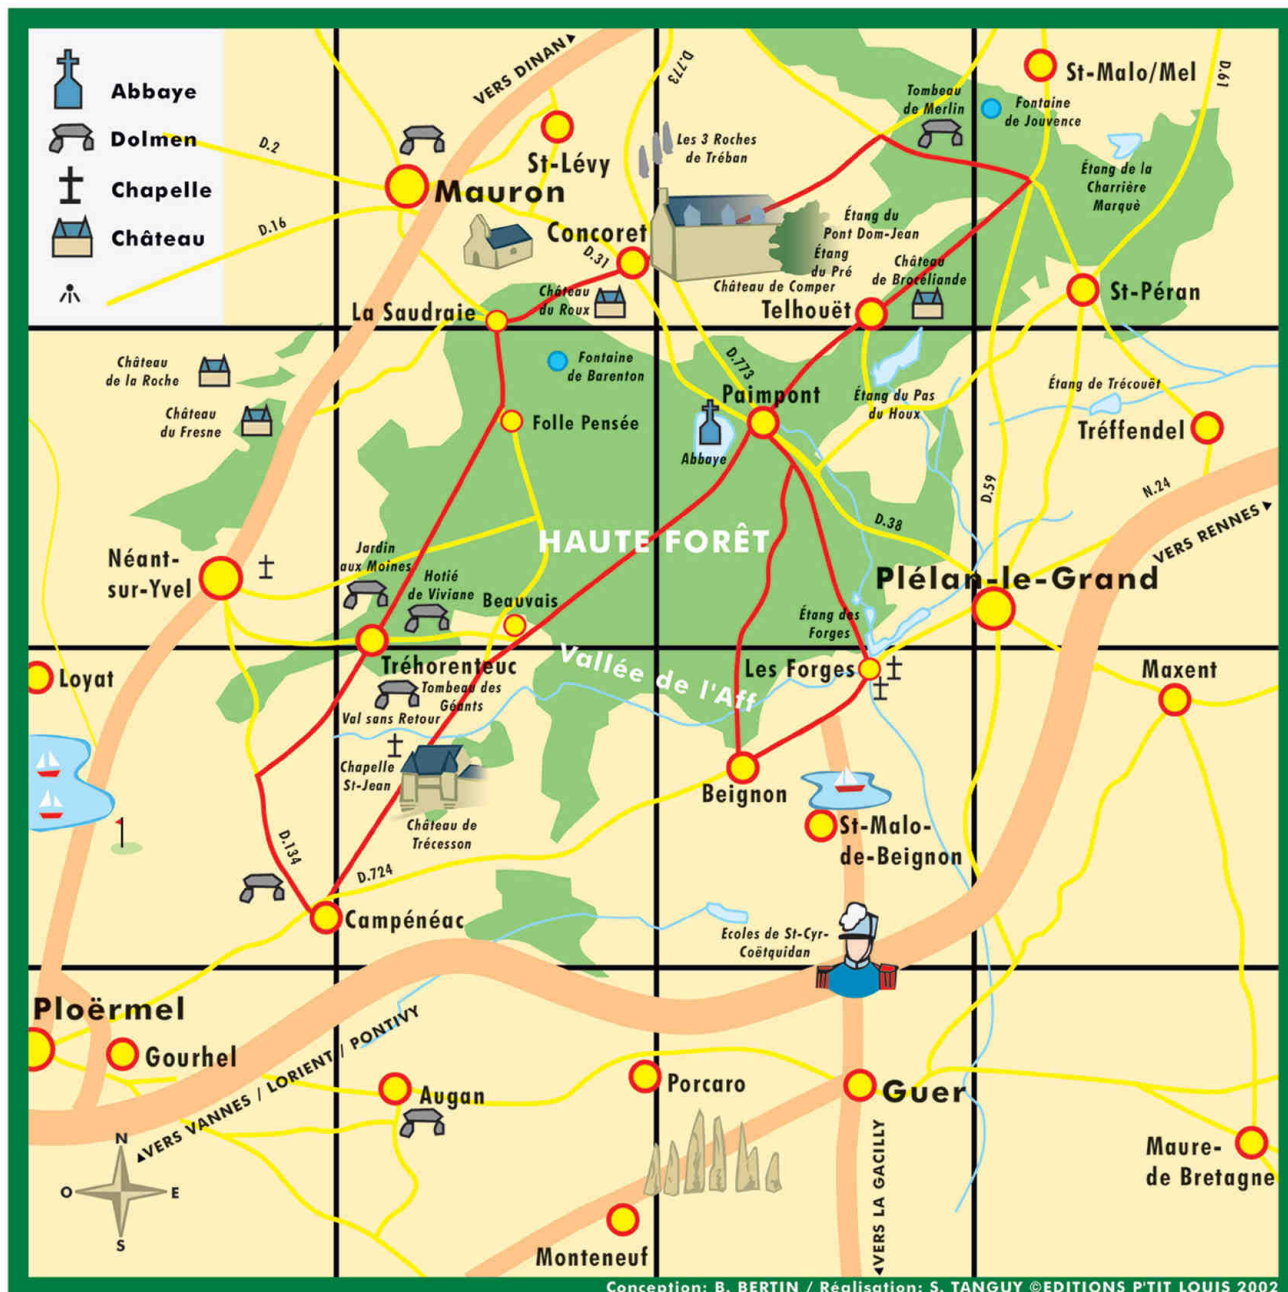 Abbaye
Dolmen
Chapelle
Château
D.2
D.16
VERS DINAN
D.773
D.61
St-Malo/Mel
Tombeau
de Merlin
Fontaine
de Jouvence
St-Lévy
Les 3 Roches
de Tréban
Étang de la
Charrière
Marquè
Mauron
Concoret
D.31
Étang du
Pont Dom-Jean
Étang
du Pré
Château de Comper
Château
de Brocéliande
St-Péran
Château
du Roux
La Saudraie
Telhouët
Château
de la Roche
Fontaine
de Barenton
D.773
Paimpont
Étang du Pas
du Houx
Étang de Trécouët
Château
du Fresne
Folle Pensée
Tréffendel
Abbaye
D.59
N.24
D.38
VERS RENNES
HAUTE FORÊT
Néant-
sur-Yvel
Jardin
aux Moines
Hotié
de Viviane
Beauvais
Plélan-le-Grand
Étang des
Forges
Loyat
Tréhorenteuc
Vallée de l'Aff
Les Forges
Maxent
Tombeau des
Géants
Val sans Retour
Chapelle
St-Jean
Beignon
Château de
Trécesson
St-Malo-
de-Beignon
D.134
D.724
Campénéac
Ecoles de St-Cyr-
Coëtquidan
Ploërmel
Gourhel
VERS VANNES / LORIENT / PONTIVY
Augan
Porcaro
Guer
N
O
E
S
VERS LA GACILLY
Maure-
de Bretagne
Monteneuf
Conception: B. BERTIN / Réalisation: S. TANGUY ©EDITIONS P'TIT LOUIS 2002